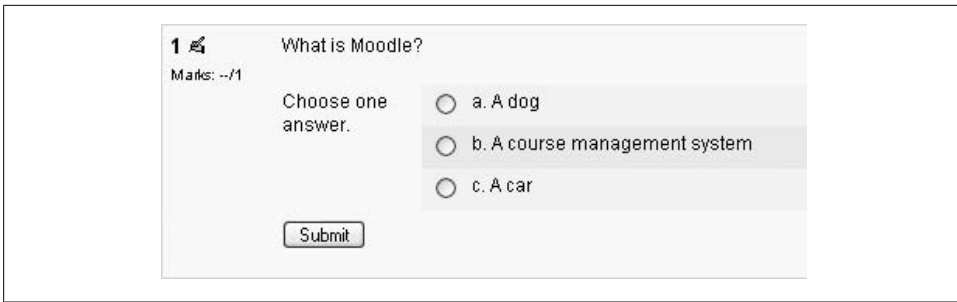 1 What is Moodle?
Marks: --/1
Choose one answer.
a. A dog
b. A course management system
c. A car
Submit